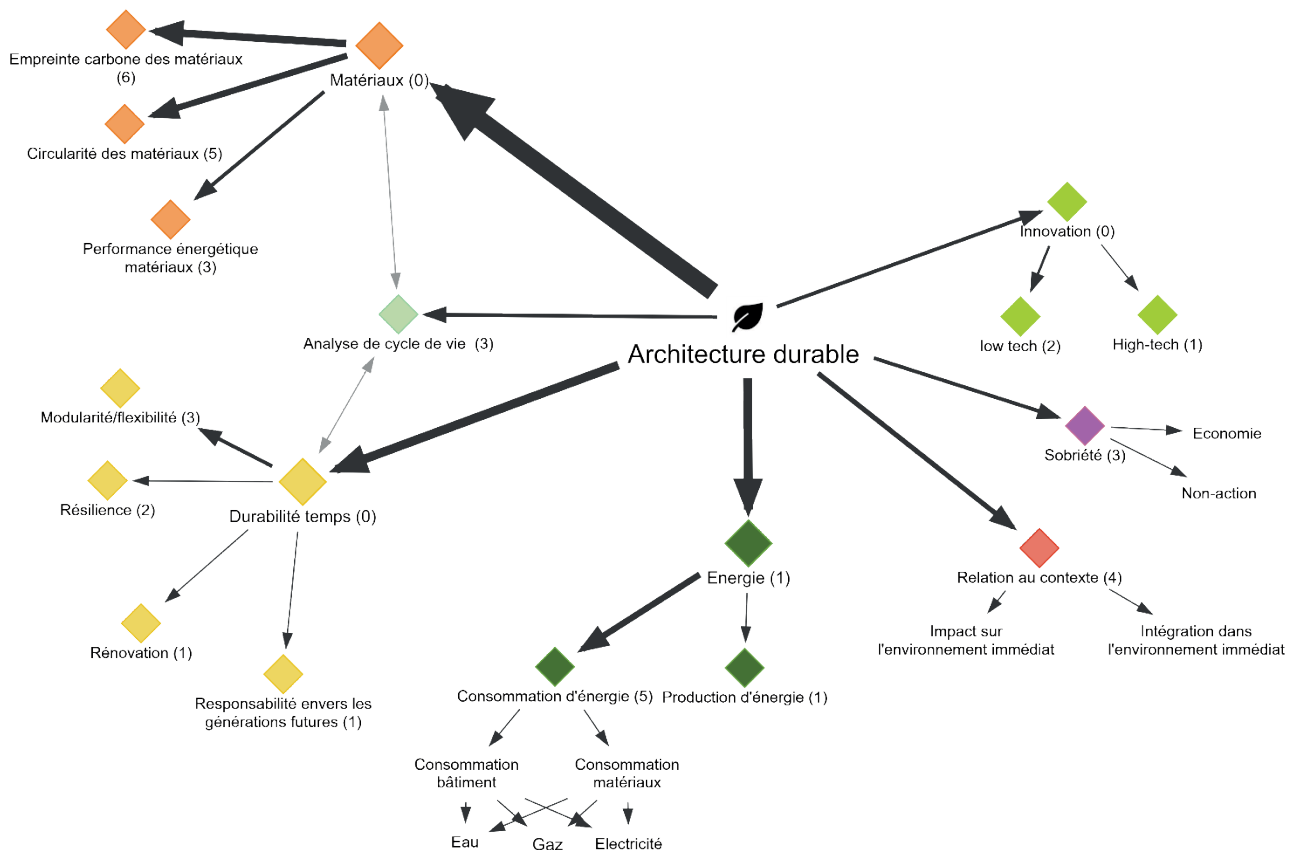 Empreinte carbone des matériaux
(6)
Matériaux (0)
Circularité des matériaux (5)
Performance énergétique
matériaux (3)
Innovation (0)
low tech (2)
High-tech (1)
Analyse de cycle de vie  (3)
Architecture durable
Modularité/flexibilité (3)
Résilience (2)
Durabilité temps (0)
Rénovation (1)
Responsabilité envers les
générations futures (1)
Sobriété (3)
Economie
Non-action
Energie (1)
Relation au contexte (4)
Impact sur
l'environnement immédiat
Intégration dans
l'environnement immédiat
Consommation d'énergie (5)
Production d'énergie (1)
Consommation
bâtiment
Consommation
matériaux
Eau
Gaz
Electricité